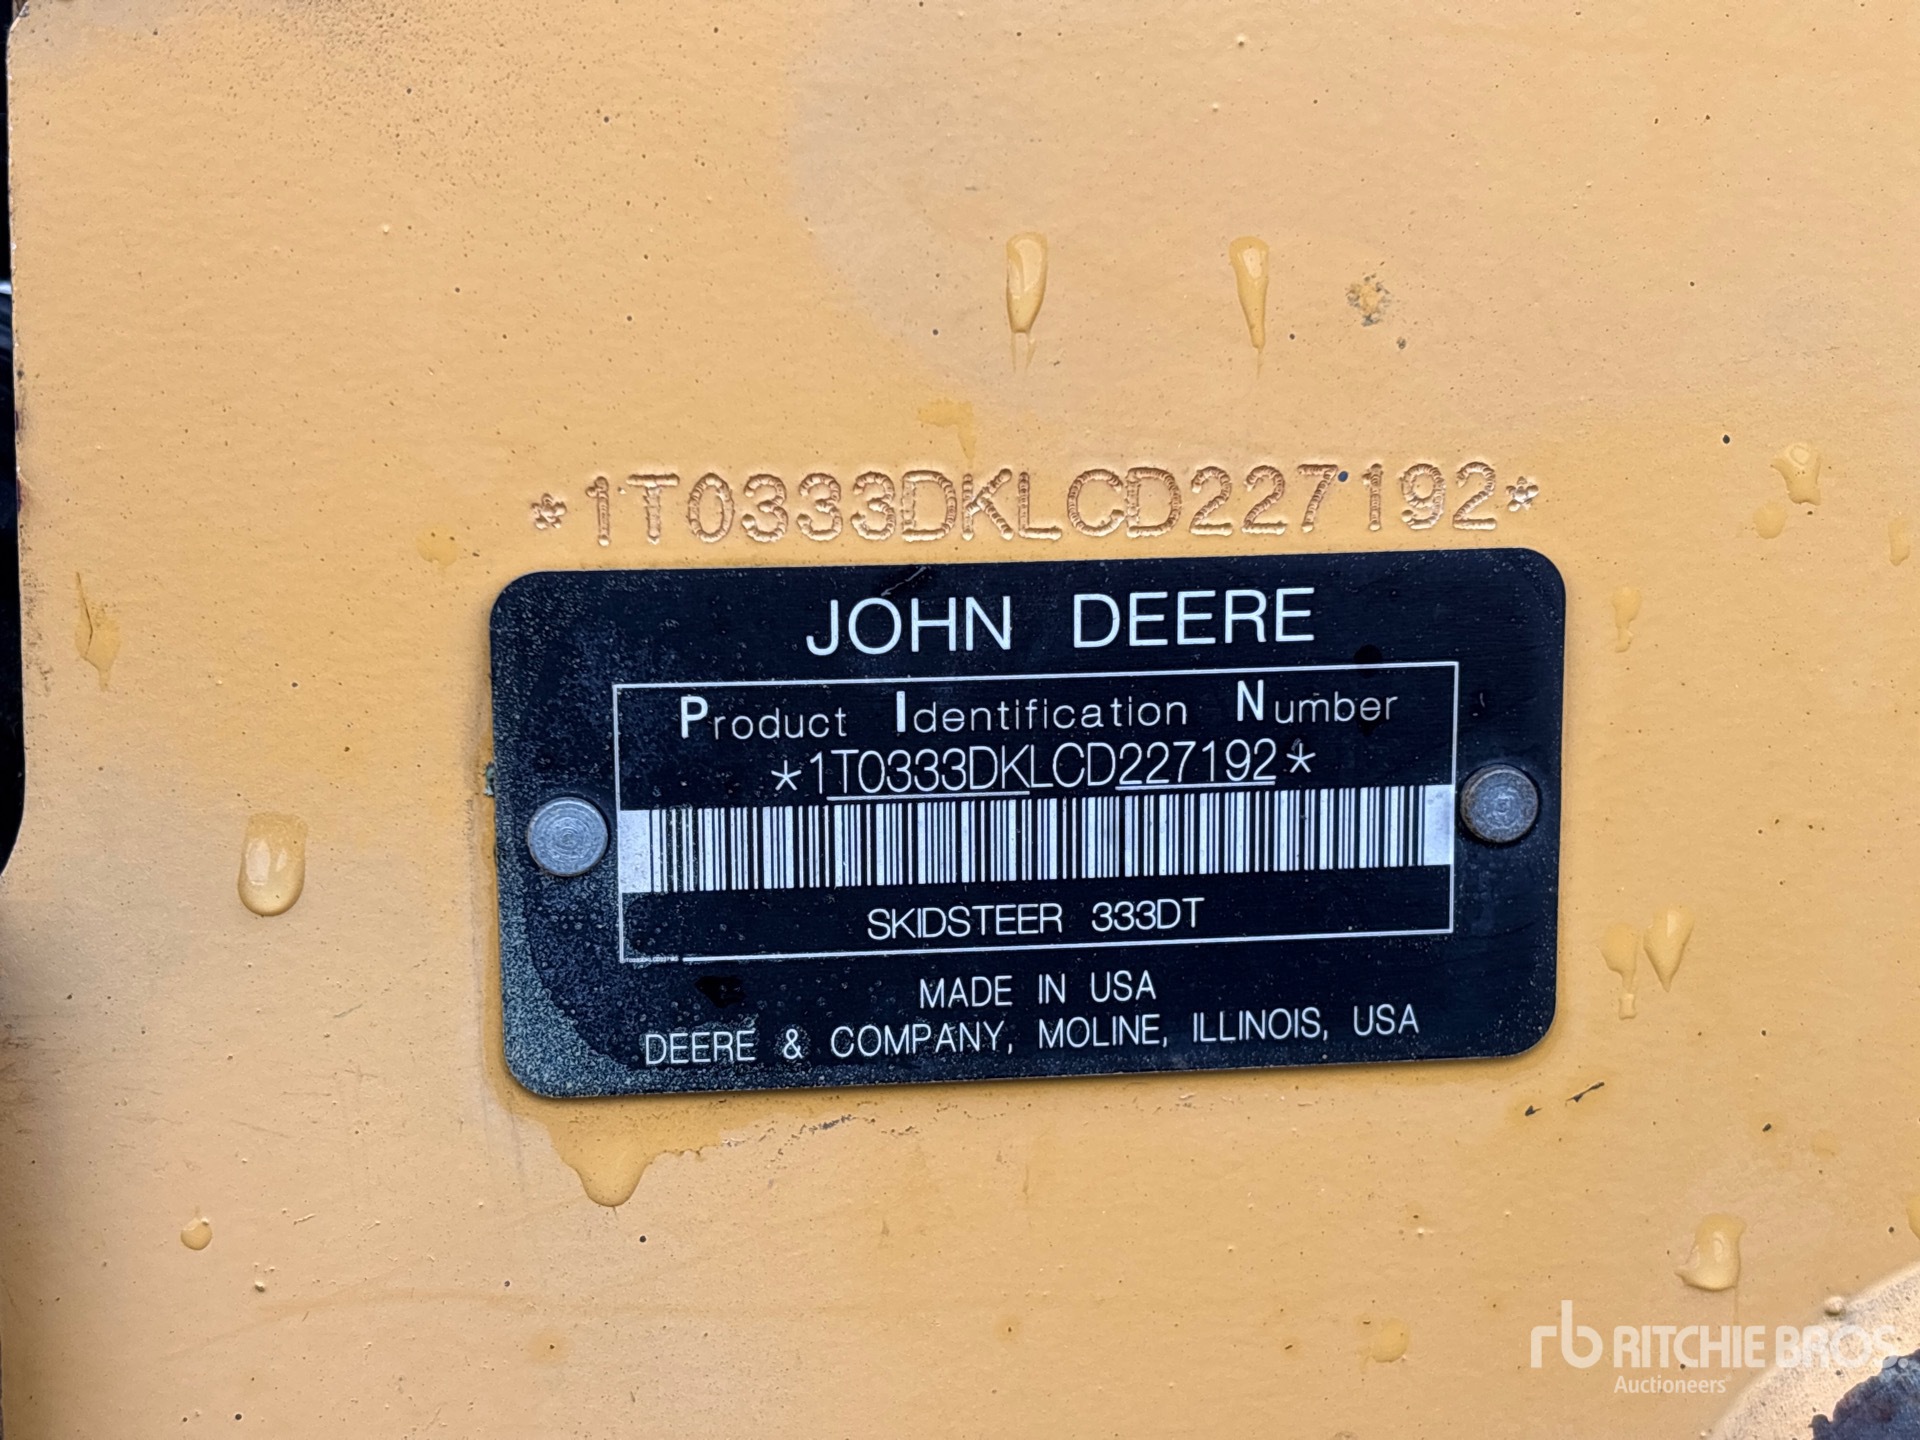 *1T0333DKLCD227192*
JOHN DEERE
Product Identification Number
*1T0333DKLCD227192*
SKIDSTEER 333DT
MADE IN USA
DEERE & COMPANY, MOLINE, ILLINOIS, USA
rb RITCHIE BROS.
Auctioneers